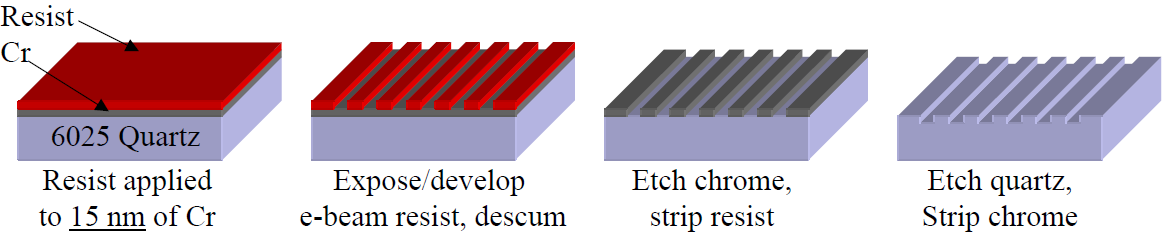 Resist
Cr
6025 Quartz
Resist applied
to 15 nm of Cr
Expose/develop
e-beam resist, descum
Etch chrome,
strip resist
Etch quartz,
Strip chrome